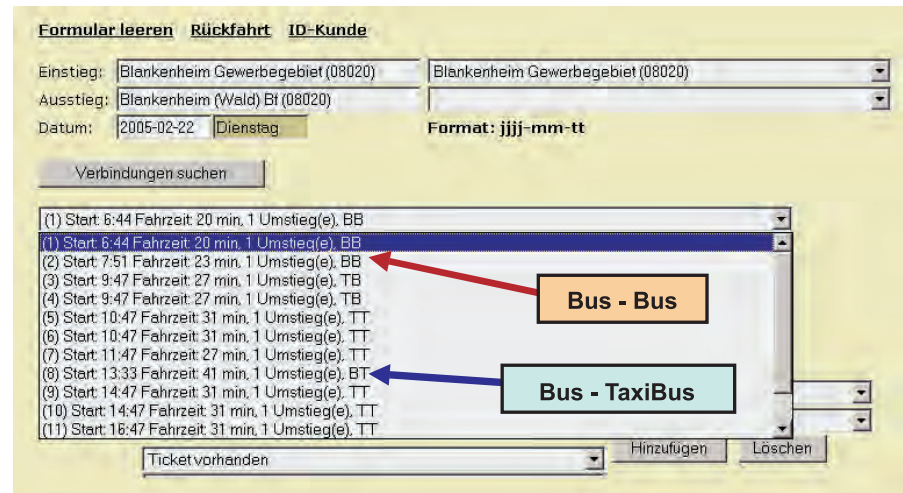 Formular leeren Rückfahrt ID-Kunde
Einstieg: Blankenheim Gewerbegebiet (08020) Blankenheim Gewerbegebiet (08020)
Ausstieg: Blankenheim (Wald) Bf (08020)
Datum: 2005-02-22 Dienstag Format: jjjj-mm-tt
Verbindungen suchen
(1) Start: 6:44 Fahrzeit: 20 min, 1 Umstieg(e), BB
(1) Start: 6:44 Fahrzeit: 20 min, 1 Umstieg(e), BB
(2) Start: 7:51 Fahrzeit: 23 min, 1 Umstieg(e), BB
(3) Start: 9:47 Fahrzeit: 27 min, 1 Umstieg(e), TB
(4) Start: 9:47 Fahrzeit: 27 min, 1 Umstieg(e), TB
Bus - Bus
(5) Start: 10:47 Fahrzeit: 31 min, 1 Umstieg(e), TT
(6) Start: 10:47 Fahrzeit: 31 min, 1 Umstieg(e), TT
(7) Start: 11:47 Fahrzeit: 27 min, 1 Umstieg(e), TT
(8) Start: 13:33 Fahrzeit: 41 min, 1 Umstieg(e), BT
(9) Start: 14:47 Fahrzeit: 31 min, 1 Umstieg(e), TT
Bus - TaxiBus
(10) Start: 14:47 Fahrzeit: 31 min, 1 Umstieg(e), TT
(11) Start: 16:47 Fahrzeit: 31 min, 1 Umstieg(e), TT
Ticket vorhanden Hinzufügen Löschen